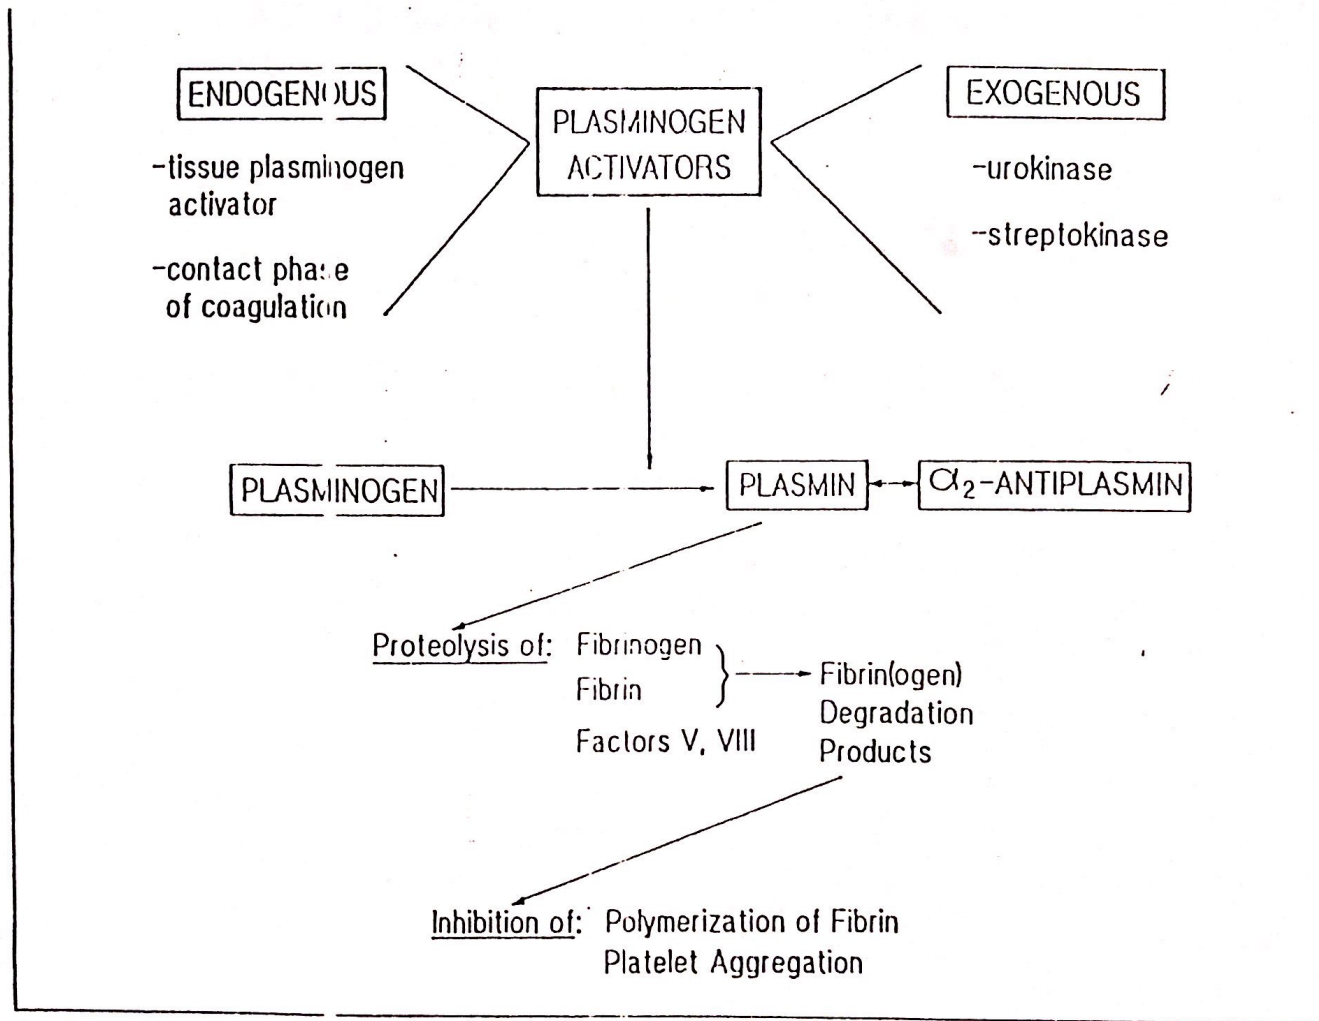 ENDOGENOUS
-tissue plasminogen
activator
-contact phase
of coagulation
PLASMINOGEN
ACTIVATORS
EXOGENOUS
-urokinase
-streptokinase
PLASMINOGEN
PLASMIN
α2-ANTIPLASMIN
Proteolysis of: Fibrinogen
Fibrin
Factors V, VIII
Fibrin(ogen)
Degradation
Products
Inhibition of: Polymerization of Fibrin
Platelet Aggregation